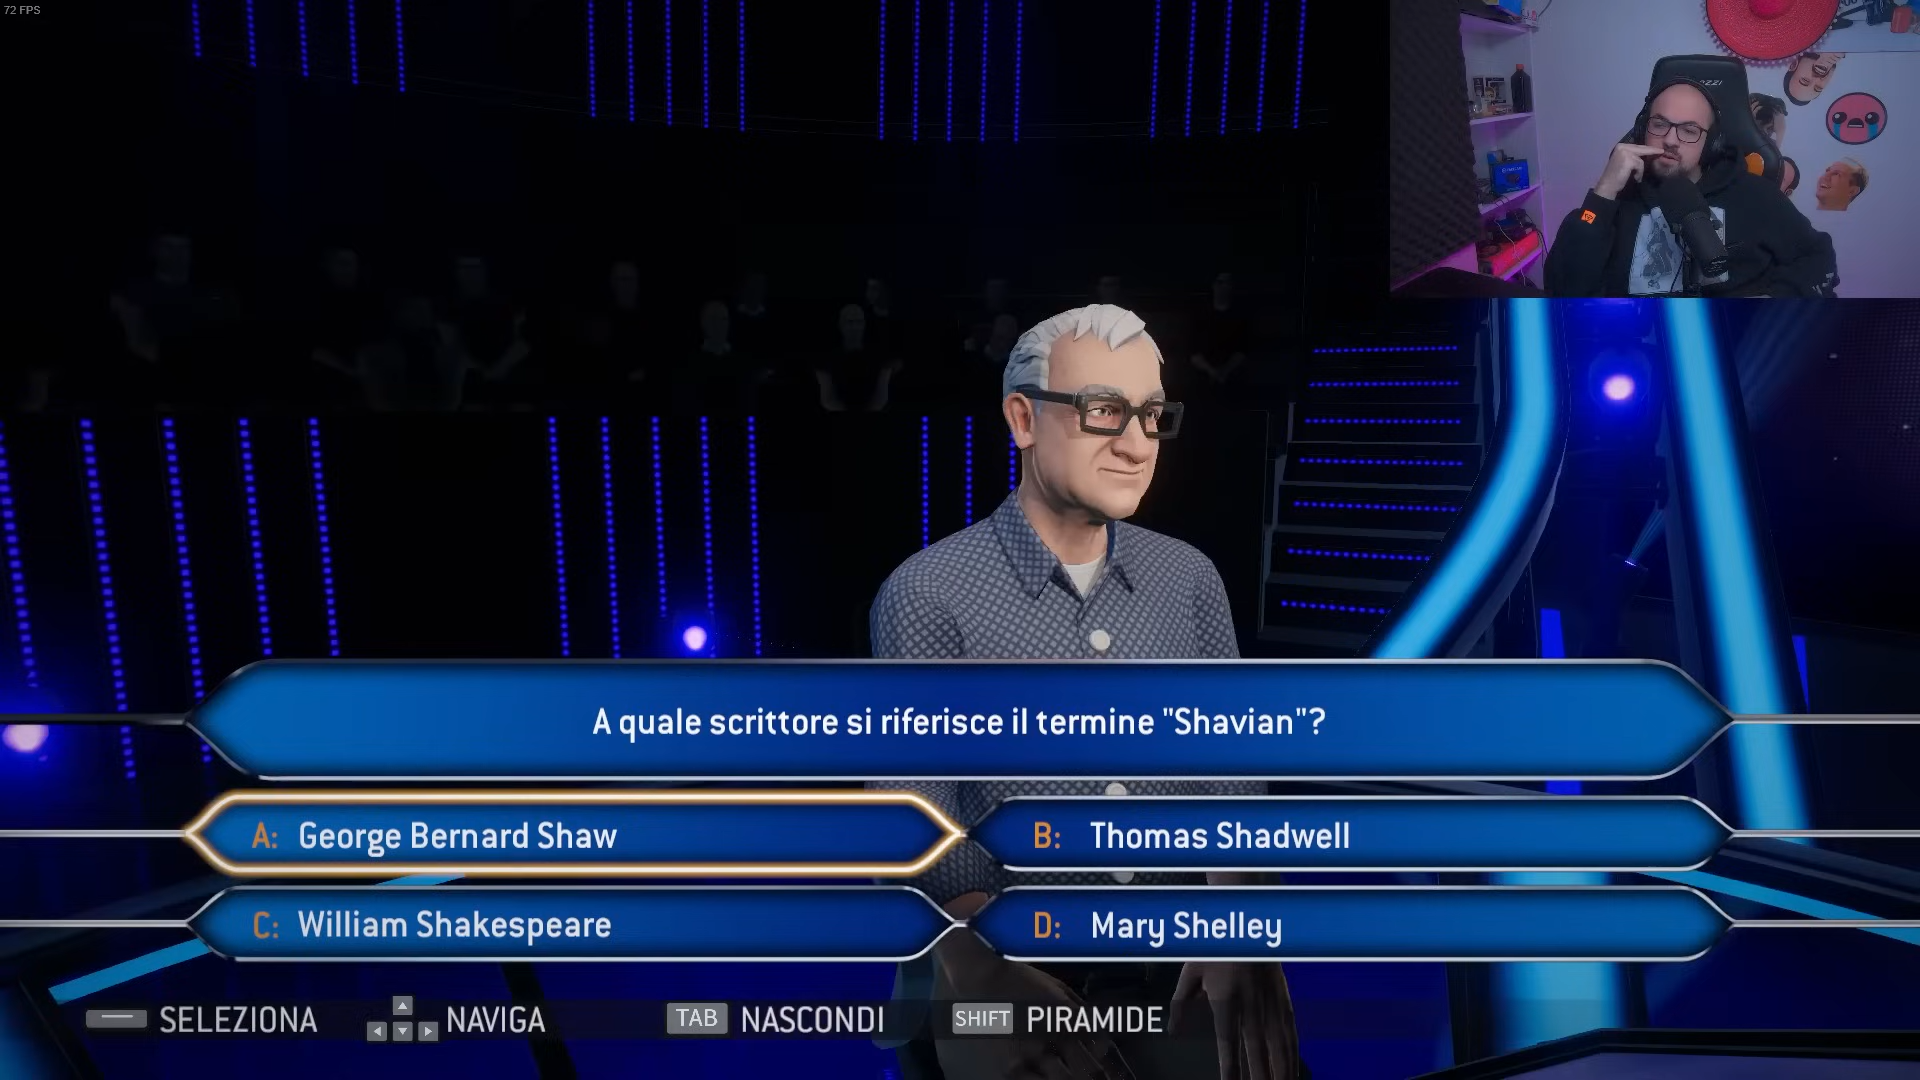 72 FPS
A quale scrittore si riferisce il termine "Shavian"?
A: George Bernard Shaw
B: Thomas Shadwell
C: William Shakespeare
D: Mary Shelley
SELEZIONA
NAVIGA
TAB NASCONDI
SHIFT PIRAMIDE